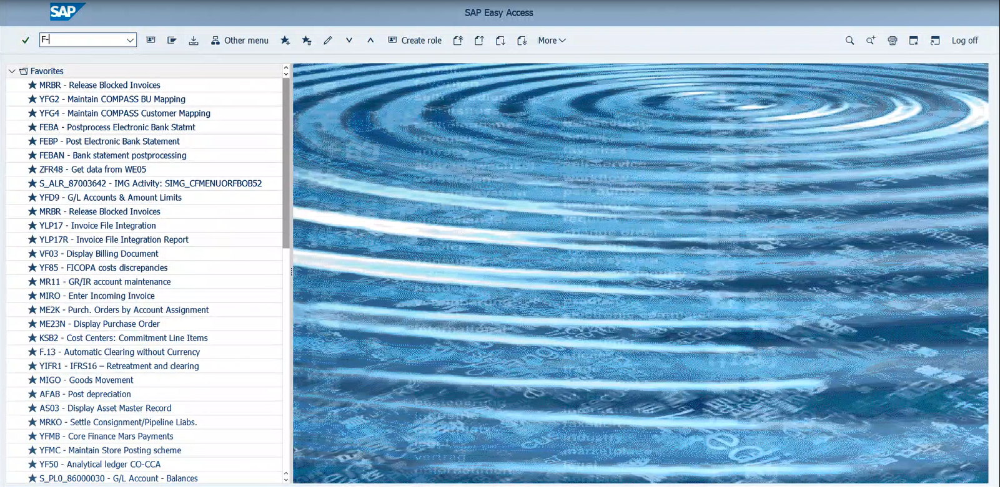 SAP
SAP Easy Access
F-
Other menu
Create role
More
Log off
Favorites
MRBR - Release Blocked Invoices
YFG2 - Maintain COMPASS BU Mapping
YFG4 - Maintain COMPASS Customer Mapping
FEBA - Postprocess Electronic Bank Statmt
FEBP - Post Electronic Bank Statement
FEBAN - Bank statement postprocessing
ZFR48 - Get data from WE05
S_ALR_87003642 - IMG Activity: SIMG_CFMENUORFBOB52
YFD9 - G/L Accounts & Amount Limits
MRBR - Release Blocked Invoices
YLP17 - Invoice File Integration
YLP17R - Invoice File Integration Report
VF03 - Display Billing Document
YF85 - FICOPA costs discrepancies
MR11 - GR/IR account maintenance
MIRO - Enter Incoming Invoice
ME2K - Purch. Orders by Account Assignment
ME23N - Display Purchase Order
KSB2 - Cost Centers: Commitment Line Items
F.13 - Automatic Clearing without Currency
YIFR1 - IFRS16 – Retreatment and clearing
MIGO - Goods Movement
AFAB - Post depreciation
AS03 - Display Asset Master Record
MRKO - Settle Consignment/Pipeline Liabs.
YFMB - Core Finance Mars Payments
YFMC - Maintain Store Posting scheme
YF50 - Analytical ledger CO-CCA
S_PL0_86000030 - G/L Account - Balances